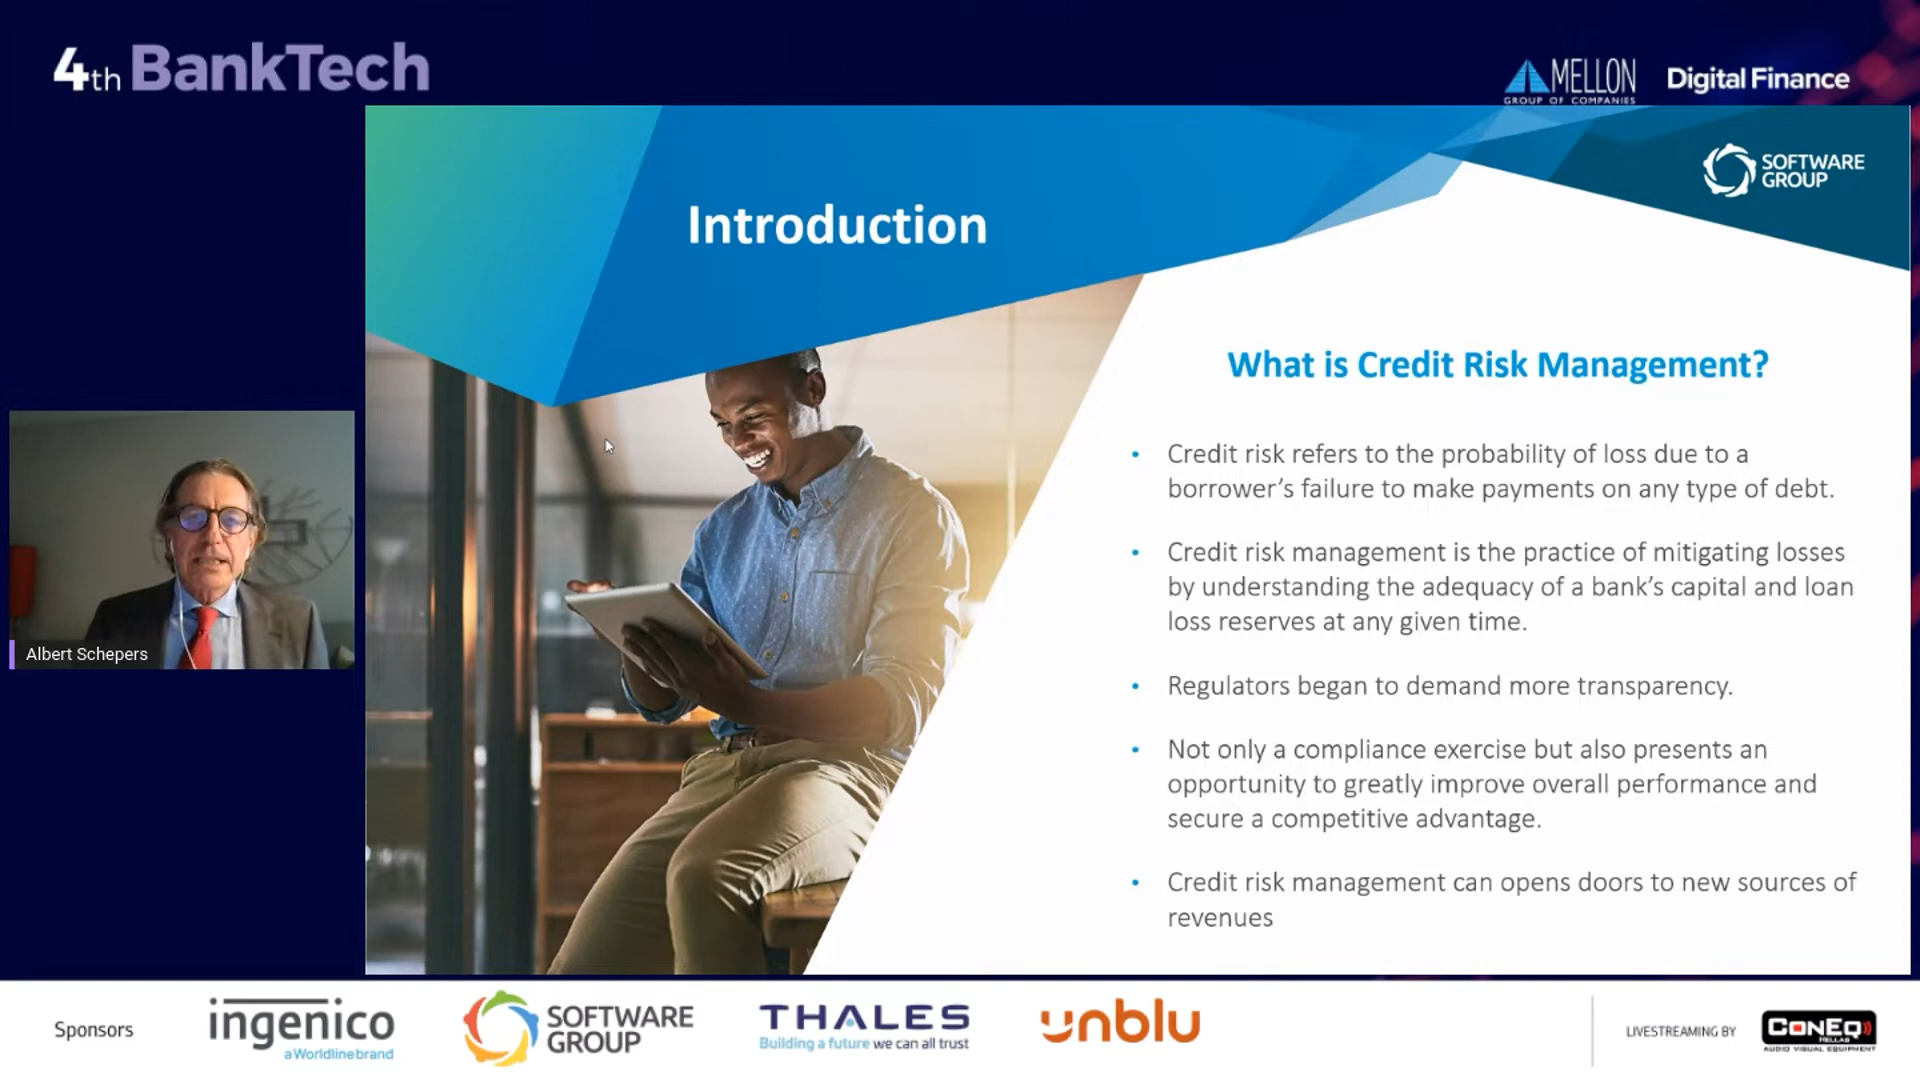 4th BankTech
MELLON
GROUP OF COMPANIES
Digital Finance
SOFTWARE
GROUP
Introduction
What is Credit Risk Management?
• Credit risk refers to the probability of loss due to a
borrower’s failure to make payments on any type of debt.
• Credit risk management is the practice of mitigating losses
by understanding the adequacy of a bank’s capital and loan
loss reserves at any given time.
• Regulators began to demand more transparency.
• Not only a compliance exercise but also presents an
opportunity to greatly improve overall performance and
secure a competitive advantage.
• Credit risk management can opens doors to new sources of
revenues
Albert Schepers
Sponsors
ingenico
a Worldline brand
SOFTWARE
GROUP
THALES
Building a future we can all trust
unblu
LIVESTREAMING BY
CONEQ
HELLAS
AUDIO VISUAL EQUIPMENT